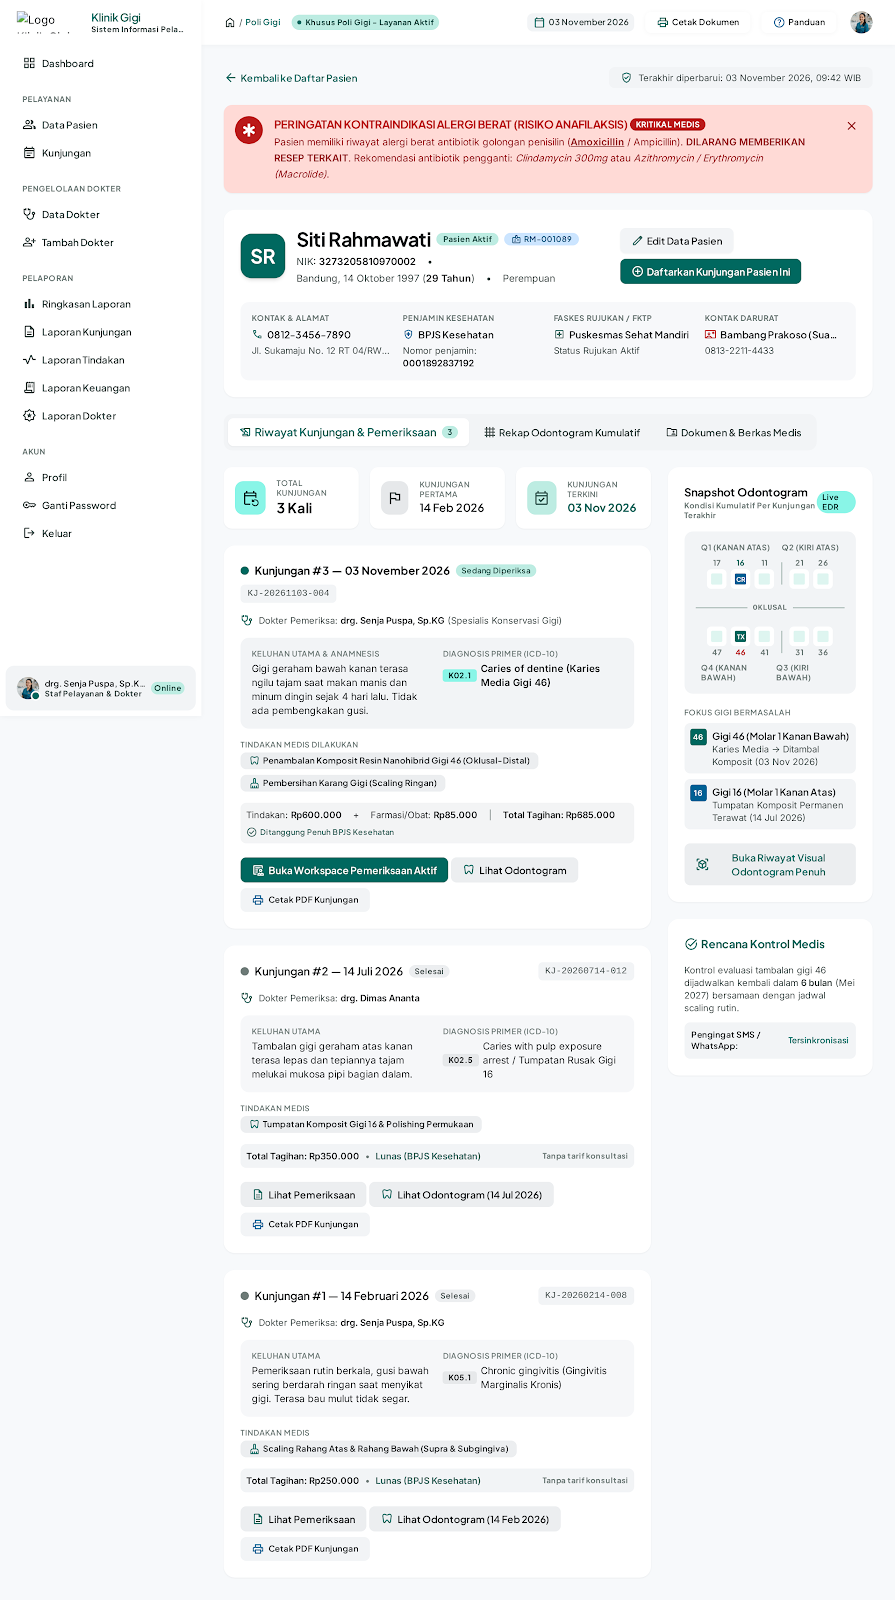 Logo
Klinik Gigi
Sistem Informasi Pela...
Dashboard
PELAYANAN
Data Pasien
Kunjungan
PENGELOLAAN DOKTER
Data Dokter
Tambah Dokter
PELAPORAN
Ringkasan Laporan
Laporan Kunjungan
Laporan Tindakan
Laporan Keuangan
Laporan Dokter
AKUN
Profil
Ganti Password
Keluar
drg. Senja Puspa, Sp.K...
Staf Pelayanan & Dokter
Online
/ Poli Gigi
Khusus Poli Gigi - Layanan Aktif
03 November 2026
Cetak Dokumen
Panduan
Kembali ke Daftar Pasien
Terakhir diperbarui: 03 November 2026, 09:42 WIB
PERINGATAN KONTRAINDIKASI ALERGI BERAT (RISIKO ANAFILAKSIS) KRITIKAL MEDIS
Pasien memiliki riwayat alergi berat antibiotik golongan penisilin (Amoxicillin / Ampicillin). DILARANG MEMBERIKAN
RESEP TERKAIT. Rekomendasi antibiotik pengganti: Clindamycin 300mg atau Azithromycin / Erythromycin
(Macrolide).
SR
Siti Rahmawati
Pasien Aktif
RM-001089
NIK: 3273205810970002 •
Bandung, 14 Oktober 1997 (29 Tahun) • Perempuan
Edit Data Pasien
Daftarkan Kunjungan Pasien Ini
KONTAK & ALAMAT
0812-3456-7890
Jl. Sukamaju No. 12 RT 04/RW...
PENJAMIN KESEHATAN
BPJS Kesehatan
Nomor penjamin:
0001892837192
FASKES RUJUKAN / FKTP
Puskesmas Sehat Mandiri
Status Rujukan Aktif
KONTAK DARURAT
Bambang Prakoso (Sua...
0813-2211-4433
Riwayat Kunjungan & Pemeriksaan 3
Rekap Odontogram Kumulatif
Dokumen & Berkas Medis
TOTAL
KUNJUNGAN
3 Kali
KUNJUNGAN
PERTAMA
14 Feb 2026
KUNJUNGAN
TERKINI
03 Nov 2026
Kunjungan #3 — 03 November 2026
Sedang Diperiksa
KJ-20261103-004
Dokter Pemeriksa: drg. Senja Puspa, Sp.KG (Spesialis Konservasi Gigi)
KELUHAN UTAMA & ANAMNESIS
Gigi geraham bawah kanan terasa
ngilu tajam saat makan manis dan
minum dingin sejak 4 hari lalu. Tidak
ada pembengkakan gusi.
DIAGNOSIS PRIMER (ICD-10)
K02.1
Caries of dentine (Karies
Media Gigi 46)
TINDAKAN MEDIS DILAKUKAN
Penambalan Komposit Resin Nanohibrid Gigi 46 (Oklusal-Distal)
Pembersihan Karang Gigi (Scaling Ringan)
Tindakan: Rp600.000 + Farmasi/Obat: Rp85.000 | Total Tagihan: Rp685.000
Ditanggung Penuh BPJS Kesehatan
Buka Workspace Pemeriksaan Aktif
Lihat Odontogram
Cetak PDF Kunjungan
Kunjungan #2 — 14 Juli 2026
Selesai
KJ-20260714-012
Dokter Pemeriksa: drg. Dimas Ananta
KELUHAN UTAMA
Tambalan gigi geraham atas kanan
terasa lepas dan tepiannya tajam
melukai mukosa pipi bagian dalam.
DIAGNOSIS PRIMER (ICD-10)
K02.5
Caries with pulp exposure
arrest / Tumpatan Rusak Gigi
16
TINDAKAN MEDIS
Tumpatan Komposit Gigi 16 & Polishing Permukaan
Total Tagihan: Rp350.000 • Lunas (BPJS Kesehatan)
Tanpa tarif konsultasi
Lihat Pemeriksaan
Lihat Odontogram (14 Jul 2026)
Cetak PDF Kunjungan
Kunjungan #1 — 14 Februari 2026
Selesai
KJ-20260214-008
Dokter Pemeriksa: drg. Senja Puspa, Sp.KG
KELUHAN UTAMA
Pemeriksaan rutin berkala, gusi bawah
sering berdarah ringan saat menyikat
gigi. Terasa bau mulut tidak segar.
DIAGNOSIS PRIMER (ICD-10)
K05.1
Chronic gingivitis (Gingivitis
Marginalis Kronis)
TINDAKAN MEDIS
Scaling Rahang Atas & Rahang Bawah (Supra & Subgingiva)
Total Tagihan: Rp250.000 • Lunas (BPJS Kesehatan)
Tanpa tarif konsultasi
Lihat Pemeriksaan
Lihat Odontogram (14 Feb 2026)
Cetak PDF Kunjungan
Snapshot Odontogram
Kondisi Kumulatif Per Kunjungan
Terakhir
Live
EDR
Q1 (KANAN ATAS) Q2 (KIRI ATAS)
17 16 11 21 26
CR
OKLUSAL
TX
47 46 41 31 36
Q4 (KANAN
BAWAH)
Q3 (KIRI
BAWAH)
FOKUS GIGI BERMASALAH
46
Gigi 46 (Molar 1 Kanan Bawah)
Karies Media → Ditambal
Komposit (03 Nov 2026)
16
Gigi 16 (Molar 1 Kanan Atas)
Tumpatan Komposit Permanen
Terawat (14 Jul 2026)
Buka Riwayat Visual
Odontogram Penuh
Rencana Kontrol Medis
Kontrol evaluasi tambalan gigi 46
dijadwalkan kembali dalam 6 bulan (Mei
2027) bersamaan dengan jadwal
scaling rutin.
Pengingat SMS /
WhatsApp:
Tersinkronisasi